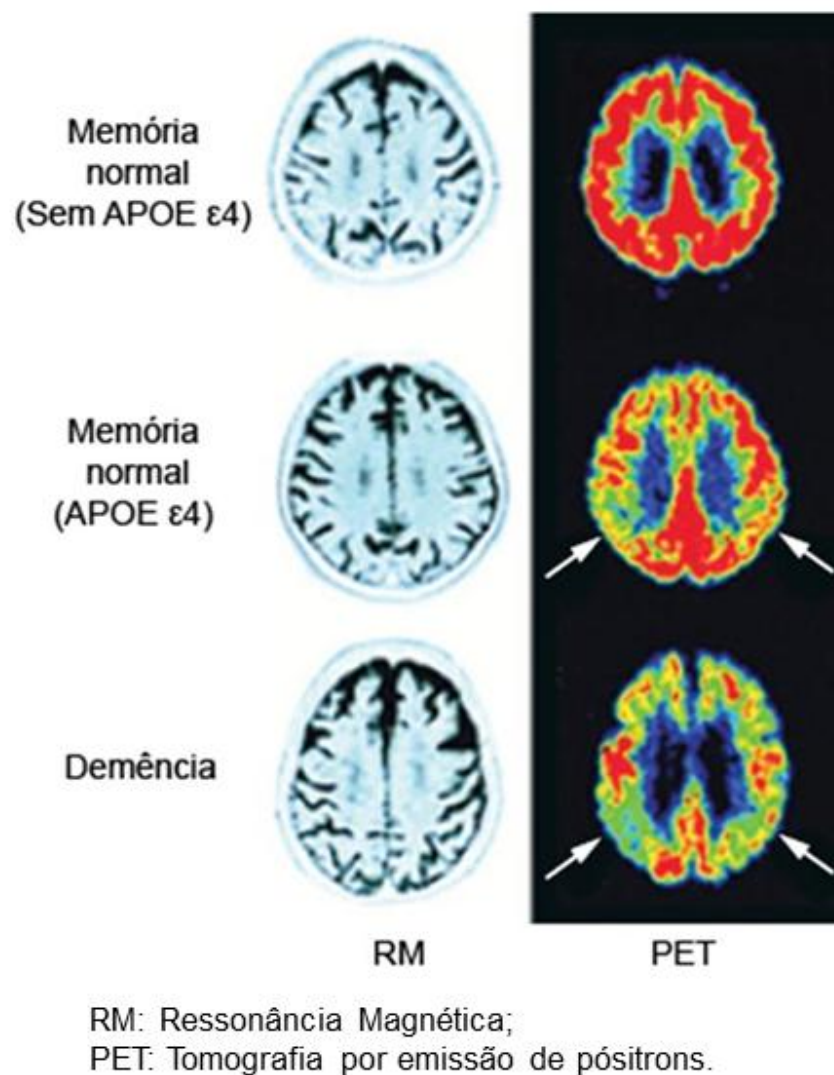 Memória
normal
(Sem APOE ε4)
Memória
normal
(APOE ε4)
Demência
RM
PET
RM: Ressonância Magnética;
PET: Tomografia por emissão de pósitrons.